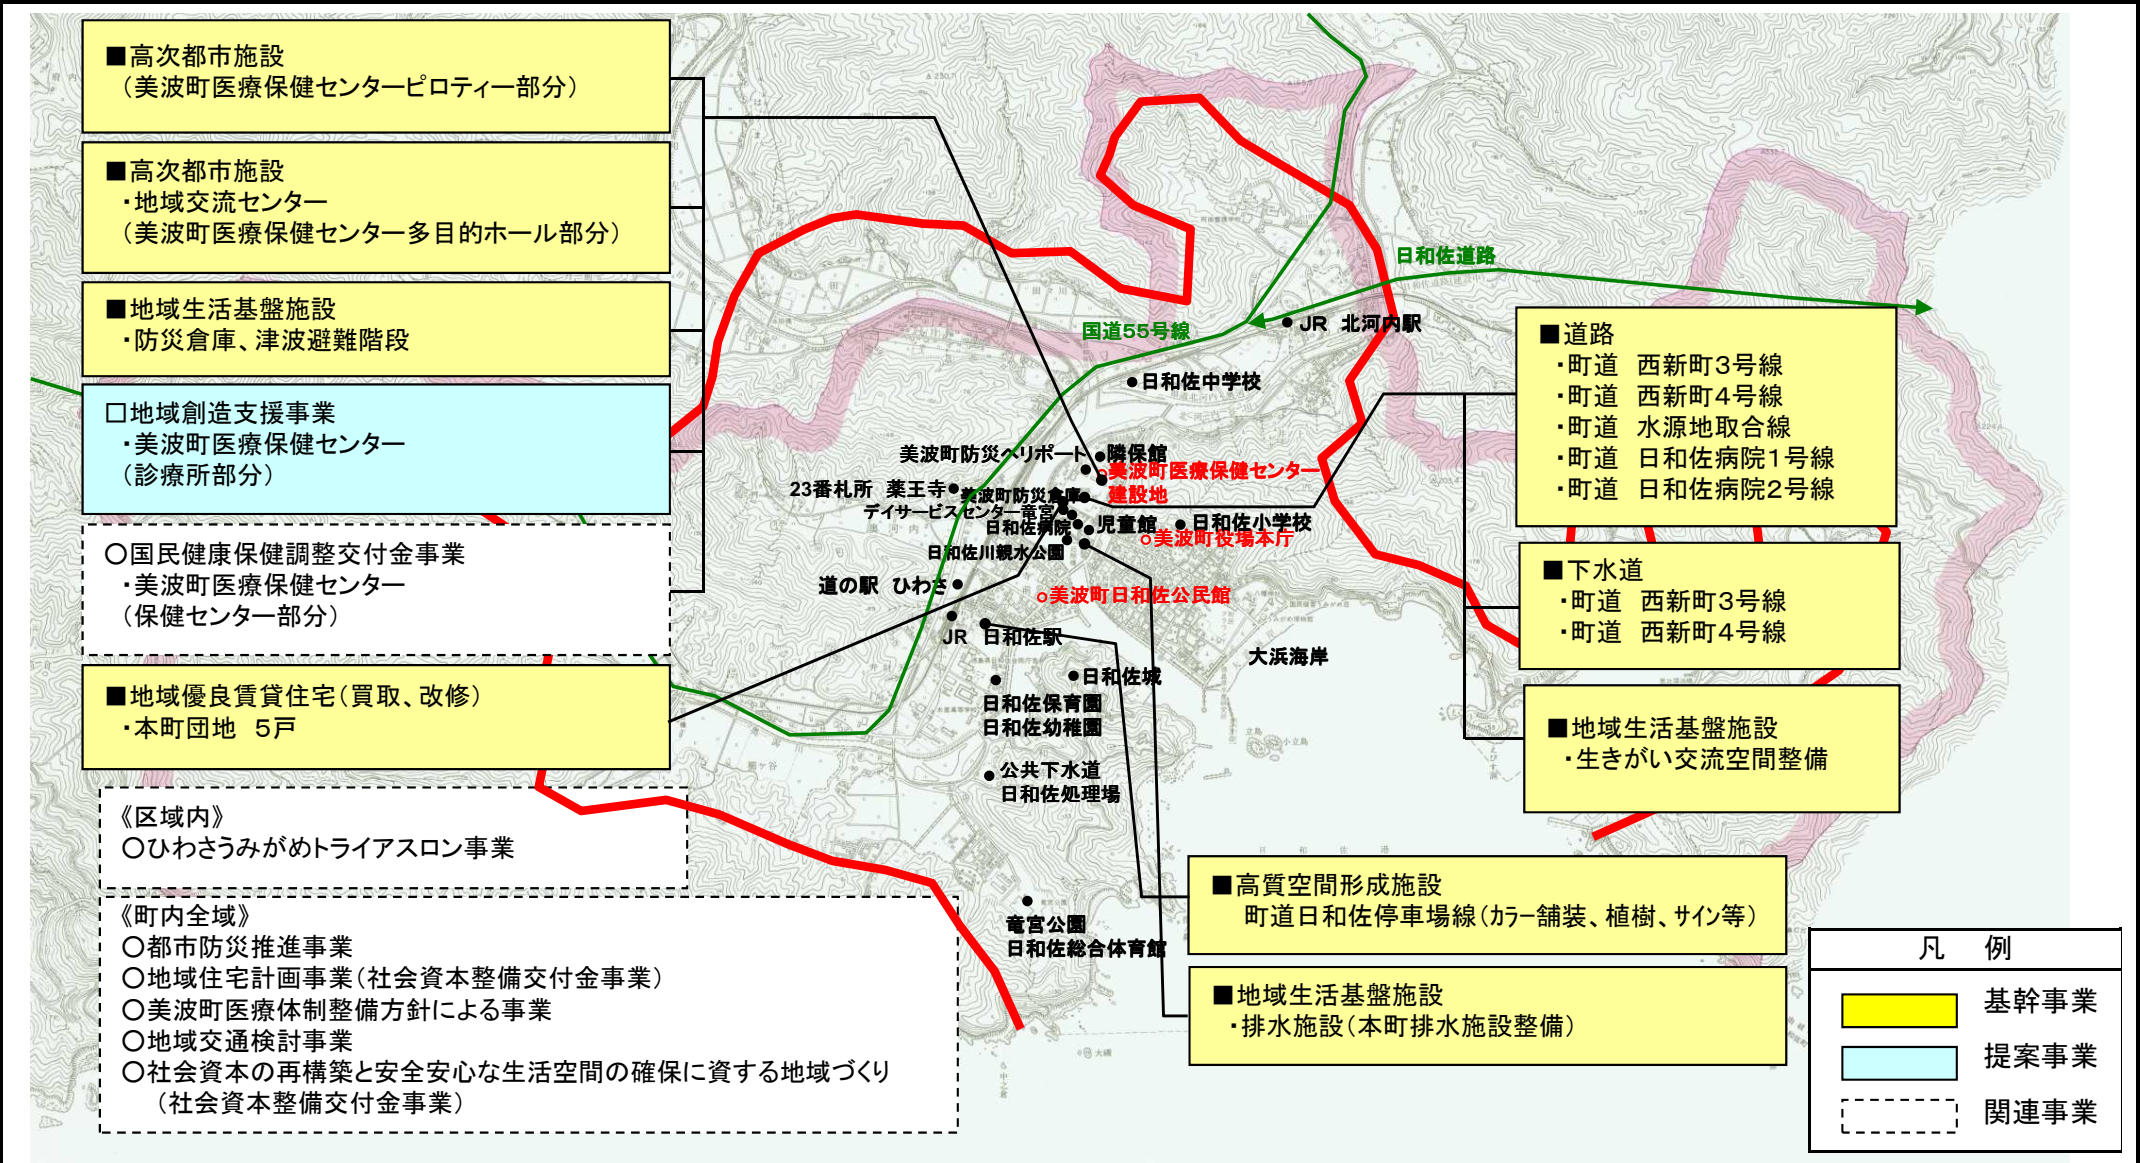 ■高次都市施設
（美波町医療保健センターピロティー部分）
■高次都市施設
・地域交流センター
（美波町医療保健センター多目的ホール部分）
■地域生活基盤施設
・防災倉庫、津波避難階段
□地域創造支援事業
・美波町医療保健センター
（診療所部分）
○国民健康保健調整交付金事業
・美波町医療保健センター
（保健センター部分）
■地域優良賃貸住宅（買取、改修）
・本町団地 5戸
《区域内》
○ひわさうみがめトライアスロン事業
《町内全域》
○都市防災推進事業
○地域住宅計画事業（社会資本整備交付金事業）
○美波町医療体制整備方針による事業
○地域交通検討事業
○社会資本の再構築と安全安心な生活空間の確保に資する地域づくり
（社会資本整備交付金事業）
日和佐道路
国道55号線
JR 北河内駅
日和佐中学校
美波町防災ヘリポート
隣保館
美波町医療保健センター
建設地
23番札所 薬王寺
美波町防災倉庫
デイサービスセンター竜宮
日和佐病院
児童館
日和佐小学校
美波町役場本庁
日和佐川親水公園
道の駅 ひわさ
美波町日和佐公民館
JR 日和佐駅
大浜海岸
日和佐城
日和佐保育園
日和佐幼稚園
公共下水道
日和佐処理場
竜宮公園
日和佐総合体育館
立島
小立島
大磯
■道路
・町道 西新町3号線
・町道 西新町4号線
・町道 水源地取合線
・町道 日和佐病院1号線
・町道 日和佐病院2号線
■下水道
・町道 西新町3号線
・町道 西新町4号線
■地域生活基盤施設
・生きがい交流空間整備
■高質空間形成施設
町道日和佐停車場線（カラー舗装、植樹、サイン等）
■地域生活基盤施設
・排水施設（本町排水施設整備）
凡 例
基幹事業
提案事業
関連事業